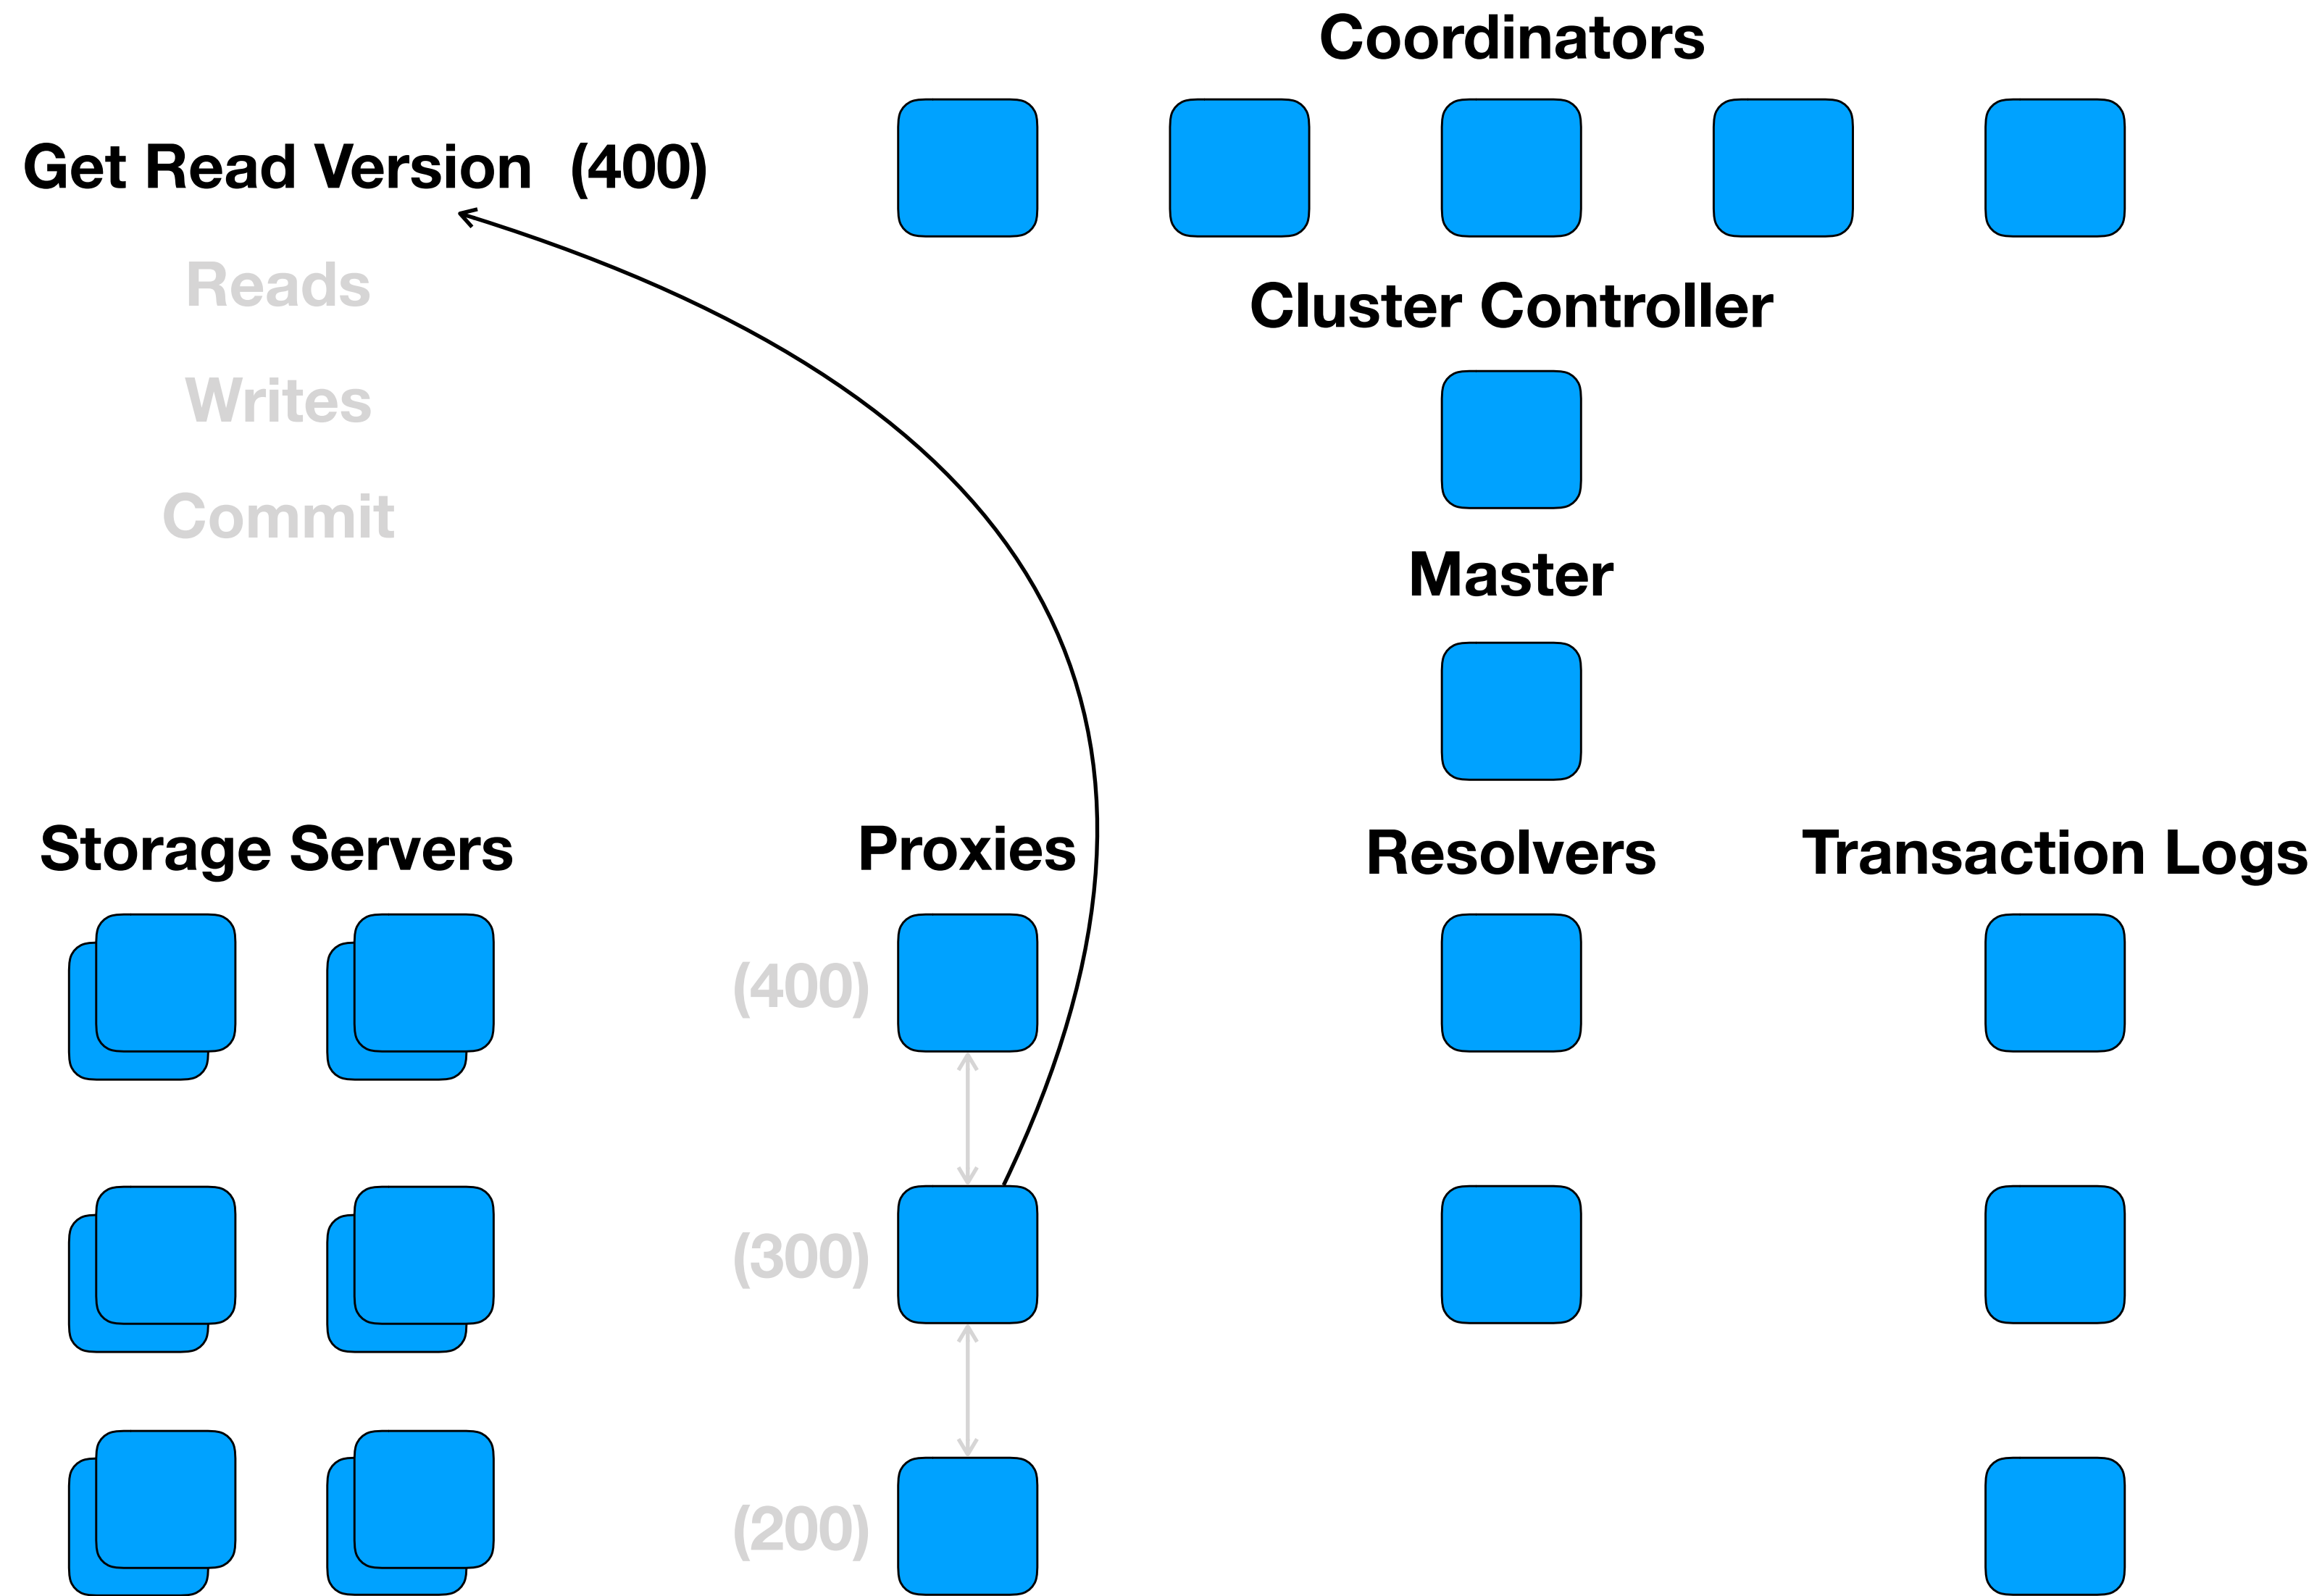 Coordinators
Get Read Version (400)
Reads
Cluster Controller
Writes
Commit
Master
Storage Servers
Proxies
Resolvers
Transaction Logs
(400)
(300)
(200)